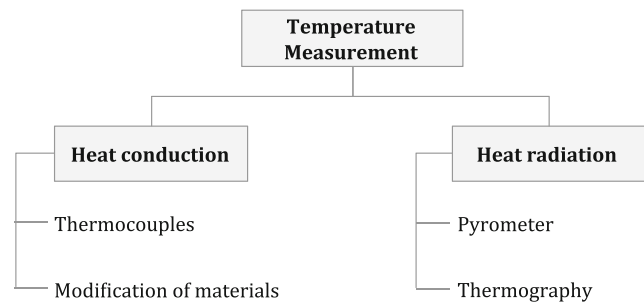 Temperature
Measurement
Heat conduction
Heat radiation
Thermocouples
Pyrometer
Modification of materials
Thermography